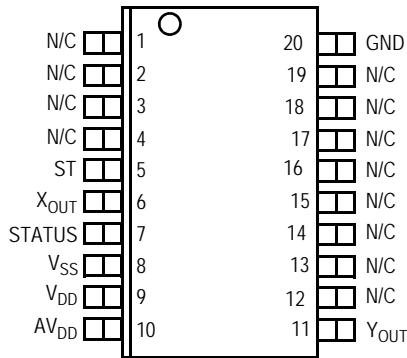 N/C 1 20 GND
N/C 2 19 N/C
N/C 3 18 N/C
N/C 4 17 N/C
ST 5 16 N/C
XOUT 6 15 N/C
STATUS 7 14 N/C
VSS 8 13 N/C
VDD 9 12 N/C
AVDD 10 11 YOUT